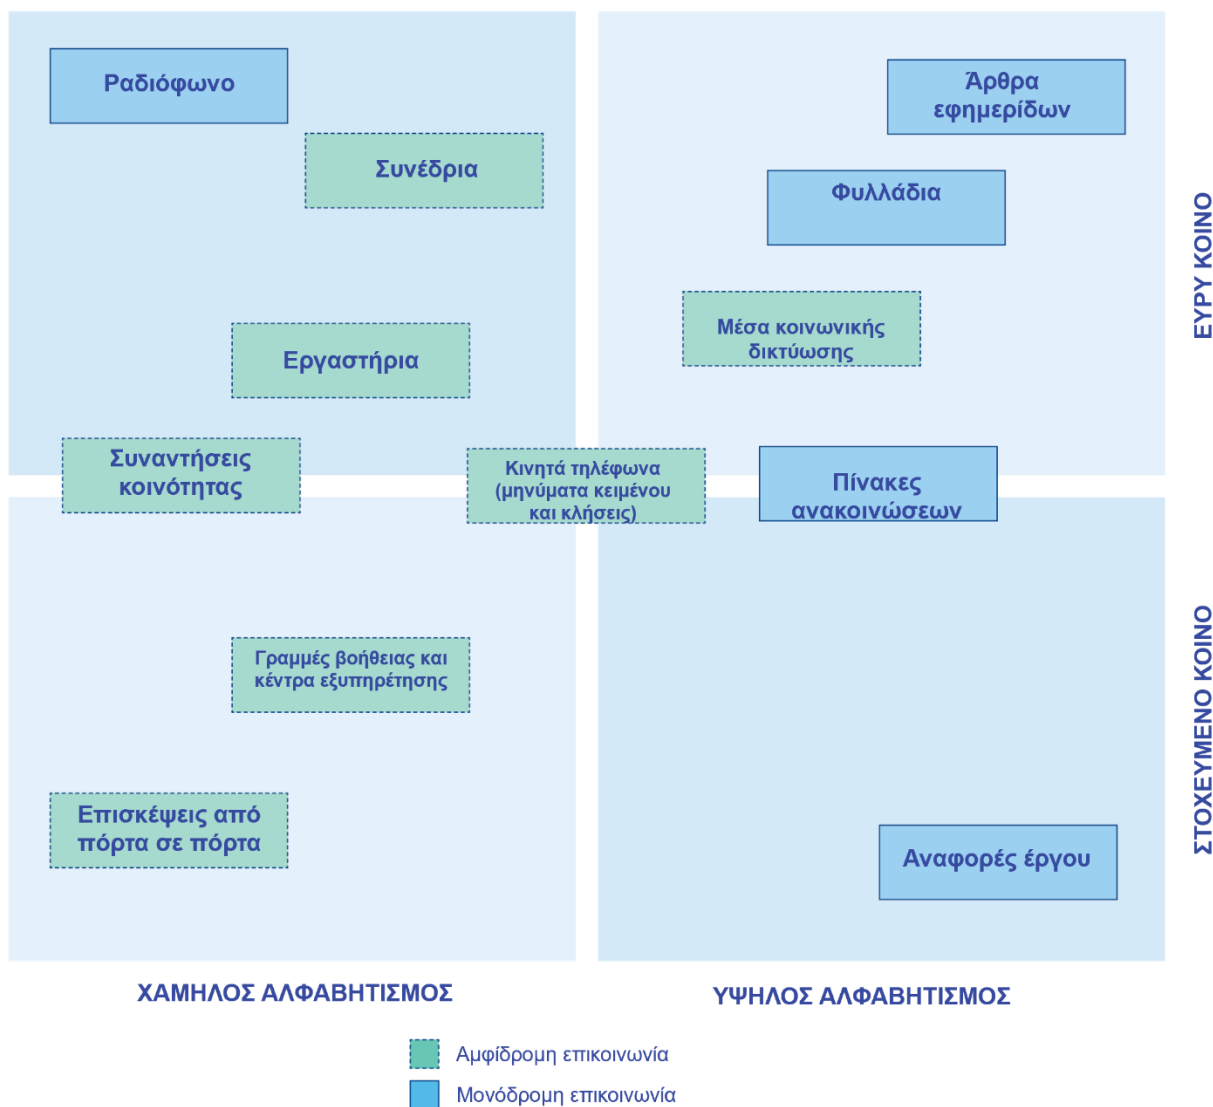 Ραδιόφωνο
Συνέδρια
Εργαστήρια
Συναντήσεις
κοινότητας
Κινητά τηλέφωνα
(μηνύματα κειμένου
και κλήσεις)
Άρθρα
εφημερίδων
Φυλλάδια
Μέσα κοινωνικής
δικτύωσης
Πίνακες
ανακοινώσεων
ΕΥΡΥ ΚΟΙΝΟ
Γραμμές βοήθειας και
κέντρα εξυπηρέτησης
Επισκέψεις από
πόρτα σε πόρτα
Αναφορές έργου
ΣΤΟΧΕΥΜΕΝΟ ΚΟΙΝΟ
ΧΑΜΗΛΟΣ ΑΛΦΑΒΗΤΙΣΜΟΣ
ΥΨΗΛΟΣ ΑΛΦΑΒΗΤΙΣΜΟΣ
Αμφίδρομη επικοινωνία
Μονόδρομη επικοινωνία